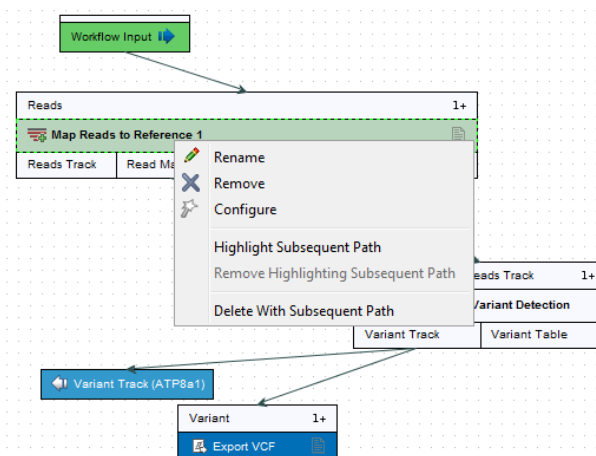 Workflow Input
Reads 1+
Map Reads to Reference 1
Reads Track Read Ma
Rename
Remove
Configure
Highlight Subsequent Path
Remove Highlighting Subsequent Path
Delete With Subsequent Path
eads Track 1+
Variant Detection
Variant Track Variant Table
Variant Track (ATP8a1)
Variant 1+
Export VCF